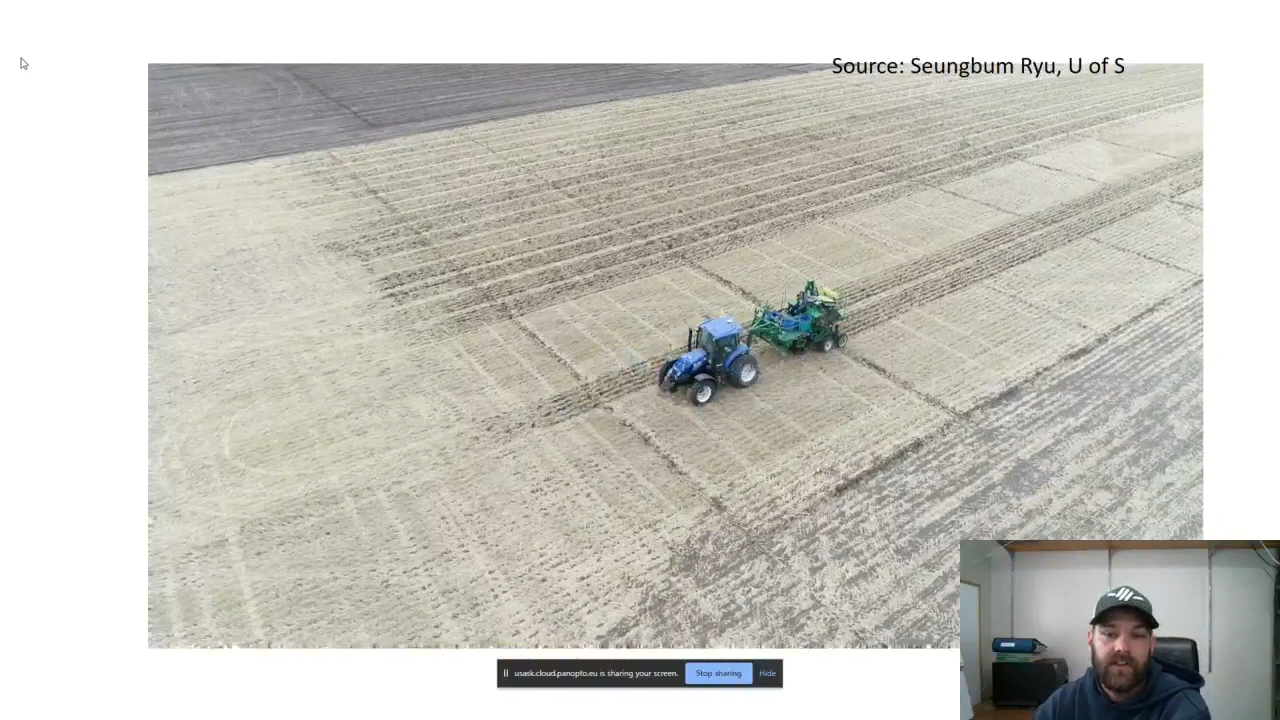 Source: Seungbum Ryu, U of S
usask.cloud.panopto.eu is sharing your screen. Stop sharing Hide